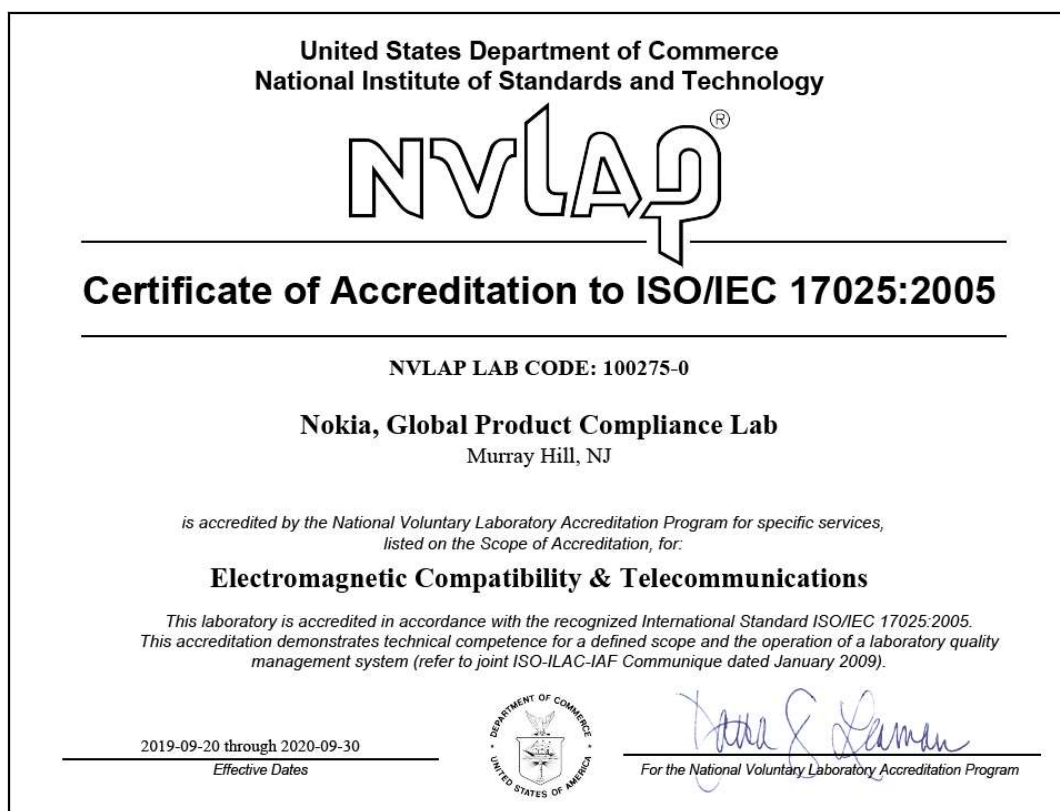 United States Department of Commerce
National Institute of Standards and Technology
NVLAP®
Certificate of Accreditation to ISO/IEC 17025:2005
NVLAP LAB CODE: 100275-0
Nokia, Global Product Compliance Lab
Murray Hill, NJ
is accredited by the National Voluntary Laboratory Accreditation Program for specific services,
listed on the Scope of Accreditation, for:
Electromagnetic Compatibility & Telecommunications
This laboratory is accredited in accordance with the recognized International Standard ISO/IEC 17025:2005.
This accreditation demonstrates technical competence for a defined scope and the operation of a laboratory quality
management system (refer to joint ISO-ILAC-IAF Communique dated January 2009).
2019-09-20 through 2020-09-30
Effective Dates
DEPARTMENT OF COMMERCE
UNITED STATES OF AMERICA
For the National Voluntary Laboratory Accreditation Program